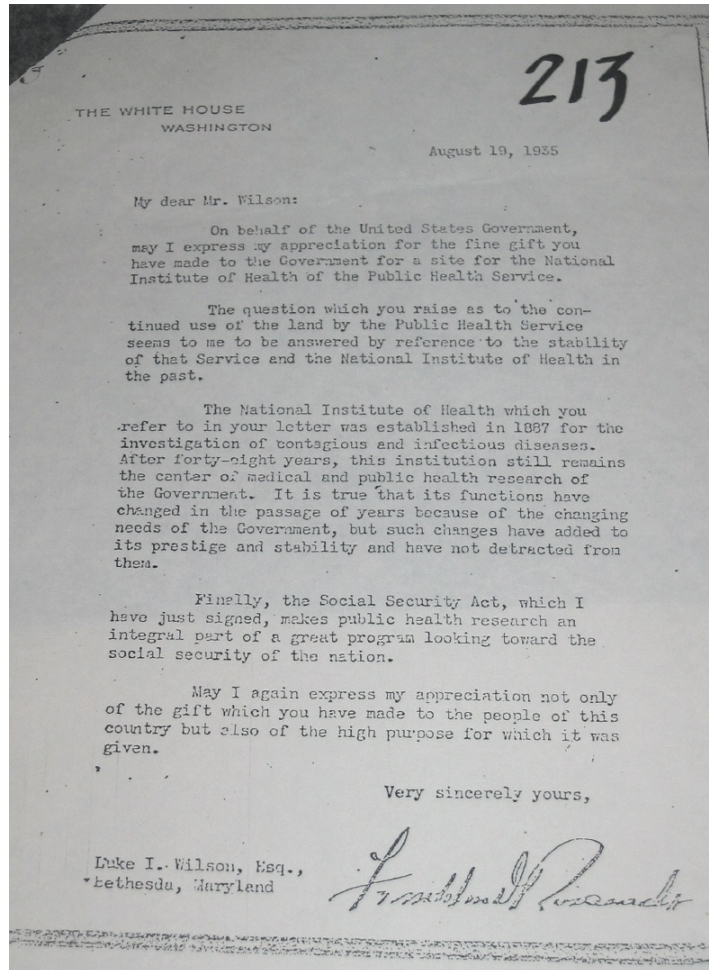 213
THE WHITE HOUSE
WASHINGTON
August 19, 1935
My dear Mr. Wilson:
On behalf of the United States Government,
may I express my appreciation for the fine gift you
have made to the Government for a site for the National
Institute of Health of the Public Health Service.
The question which you raise as to the con-
tinued use of the land by the Public Health Service
seems to me to be answered by reference to the stability
of that Service and the National Institute of Health in
the past.
The National Institute of Health which you
refer to in your letter was established in 1887 for the
investigation of contagious and infectious diseases.
After forty-eight years, this institution still remains
the center of medical and public health research of
the Government. It is true that its functions have
changed in the passage of years because of the changing
needs of the Government, but such changes have added to
its prestige and stability and have not detracted from
them.
Finally, the Social Security Act, which I
have just signed, makes public health research an
integral part of a great program looking toward the
social security of the nation.
May I again express my appreciation not only
of the gift which you have made to the people of this
country but also of the high purpose for which it was
given.
Very sincerely yours,
Luke I. Wilson, Esq.,
Bethesda, Maryland
Franklin D Roosevelt